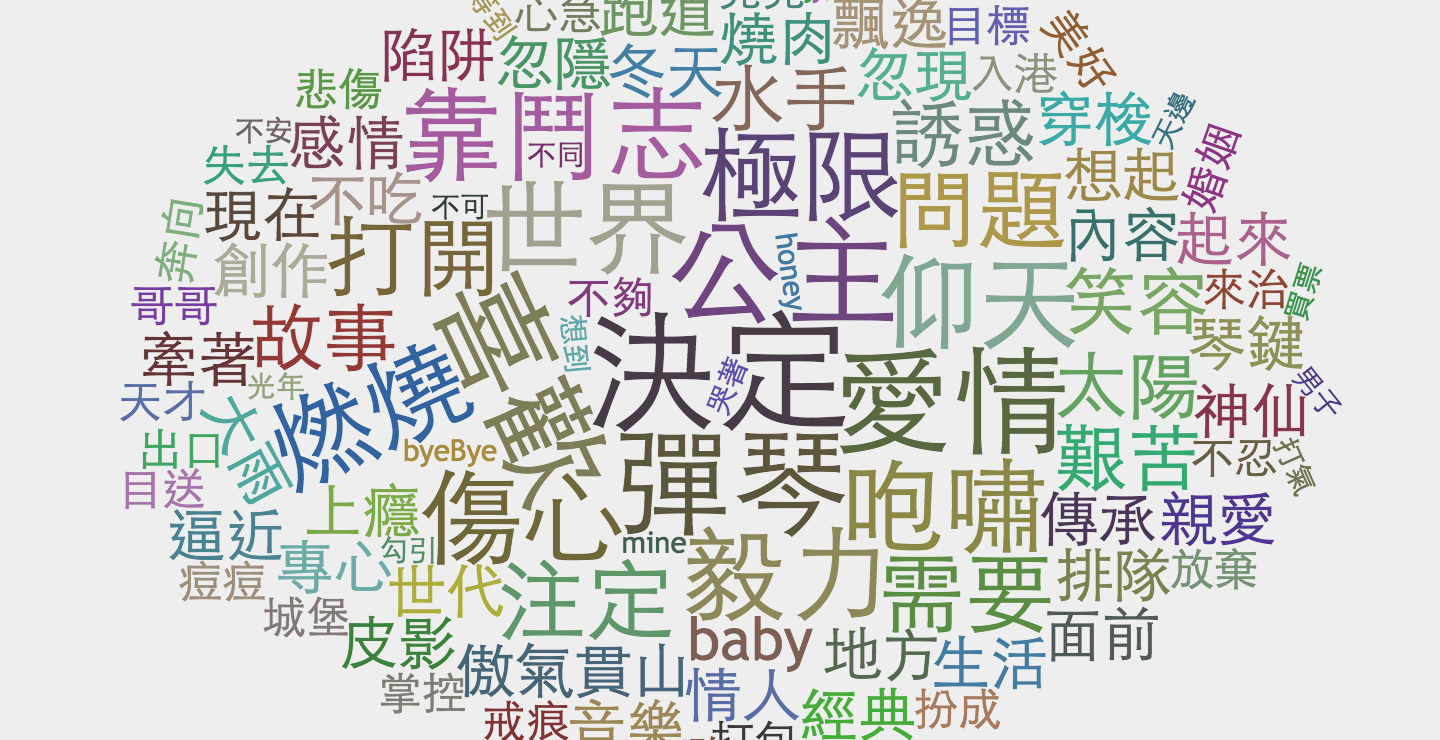 心急
跑道
飄逸
目標
美好
陷阱
忽隱
冬天
燒肉
忽現
入港
悲傷
水手
穿梭
天邊
不安
感情
靠鬥志
不同
誘惑
想起
婚姻
失去
極限
現在
不吃
不可
世界
問題
內容
起來
奔向
創作
打開
公主
honey
仰天
笑容
來治
買票
哥哥
不夠
喜歡
想到
決定
哭著
愛情
琴鍵
牽著
故事
太陽
男子
天才
光年
燃燒
神仙
大雨
出口
byeBye
彈琴
艱苦
不忍
打氣
目送
上癮
傷心
咆嘯
傳承
親愛
逼近
勾引
mine
專心
毅力
排隊
放棄
痘痘
世代
注定
需要
城堡
皮影
baby
地方
面前
傲氣貫山
生活
掌控
情人
經典
扮成
戒痕
音樂
打包